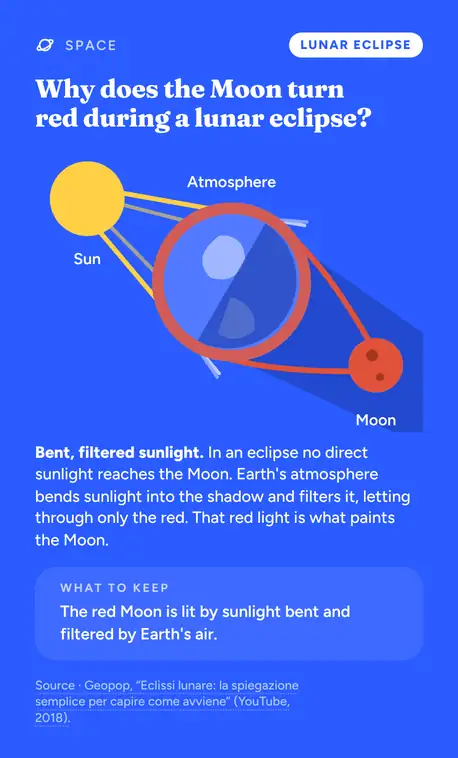 SPACE
LUNAR ECLIPSE
Why does the Moon turn
red during a lunar eclipse?
Atmosphere
Sun
Moon
Bent, filtered sunlight. In an eclipse no direct
sunlight reaches the Moon. Earth's atmosphere
bends sunlight into the shadow and filters it, letting
through only the red. That red light is what paints
the Moon.
WHAT TO KEEP
The red Moon is lit by sunlight bent and
filtered by Earth's air.
Source · Geopop, “Eclissi lunare: la spiegazione
semplice per capire come avviene” (YouTube,
2018).